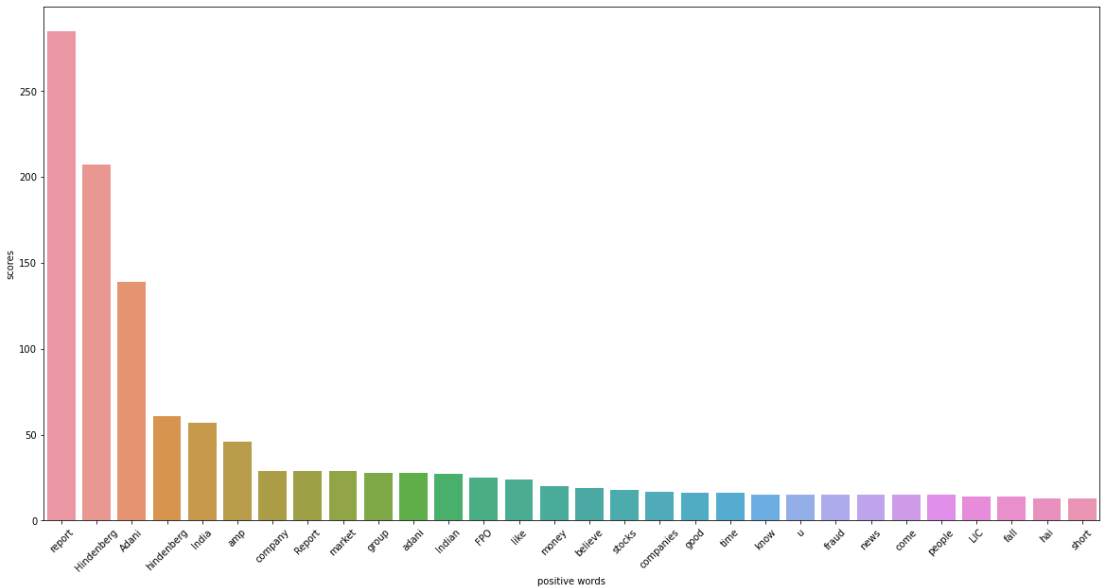 scores
250
200
150
100
50
0
report
Hindenberg
Adani
hindenberg
India
amp
company
Report
market
group
adani
Indian
FPO
like
money
believe
stocks
companies
good
time
know
u
fraud
news
come
people
LIC
fall
hai
short
positive words